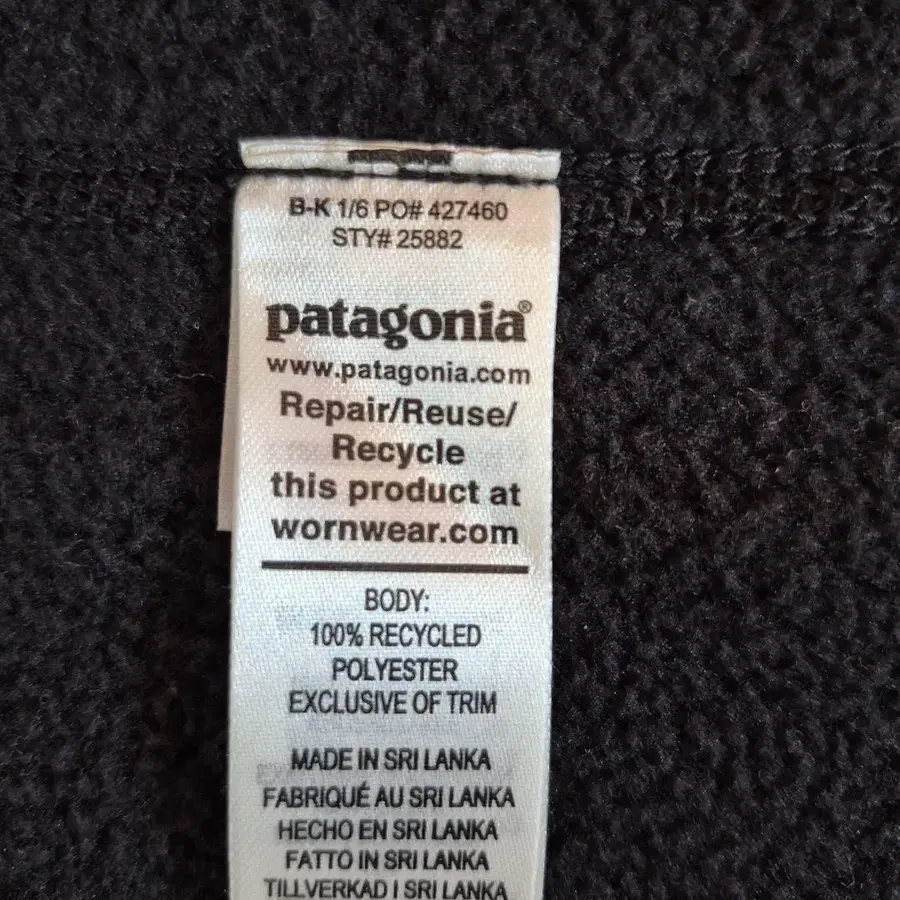 B-K 1/6 PO# 427460
STY# 25882
patagonia®
www.patagonia.com
Repair/Reuse/
Recycle
this product at
wornwear.com
BODY:
100% RECYCLED
POLYESTER
EXCLUSIVE OF TRIM
MADE IN SRI LANKA
FABRIQUÉ AU SRI LANKA
HECHO EN SRI LANKA
FATTO IN SRI LANKA
TILLVERKAD I SRI LANKA